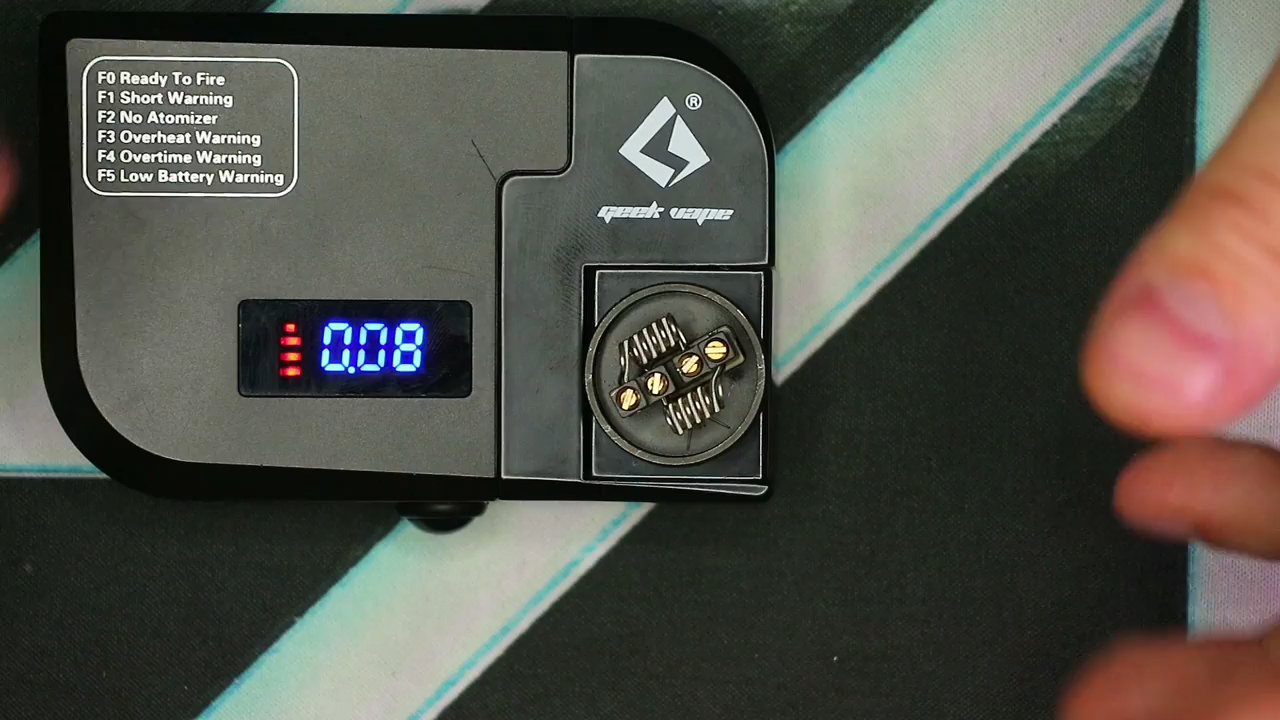 F0 Ready To Fire
F1 Short Warning
F2 No Atomizer
F3 Overheat Warning
F4 Overtime Warning
F5 Low Battery Warning
®
geek vape
0.08